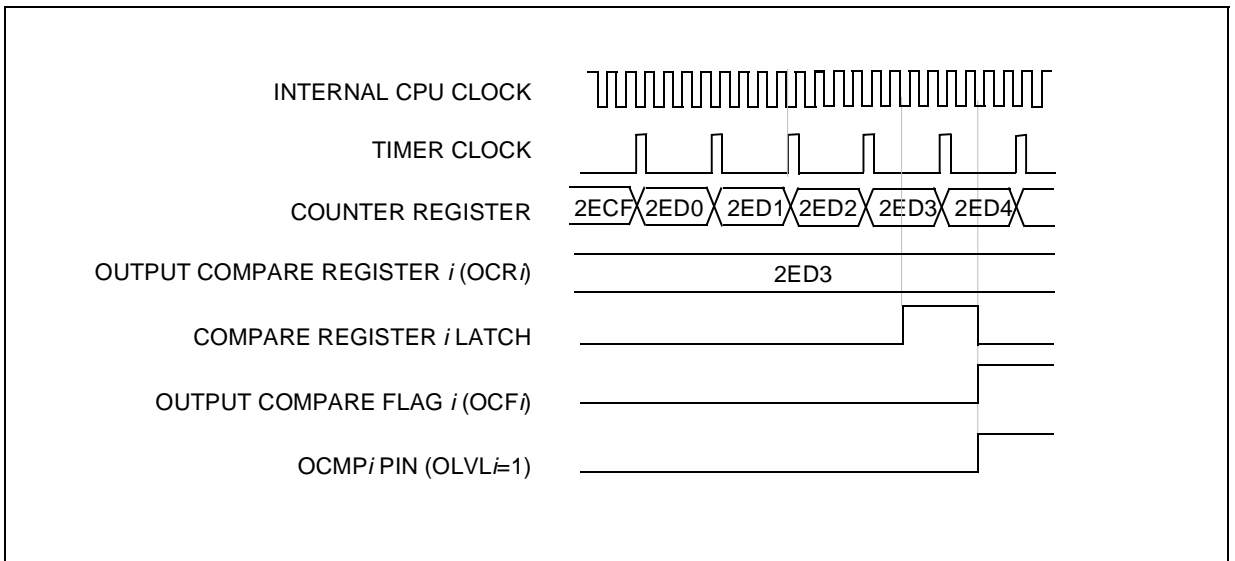 INTERNAL CPU CLOCK
TIMER CLOCK
COUNTER REGISTER 2ECF 2ED0 2ED1 2ED2 2ED3 2ED4
OUTPUT COMPARE REGISTER i (OCRi) 2ED3
COMPARE REGISTER i LATCH
OUTPUT COMPARE FLAG i (OCFi)
OCMPi PIN (OLVLi=1)